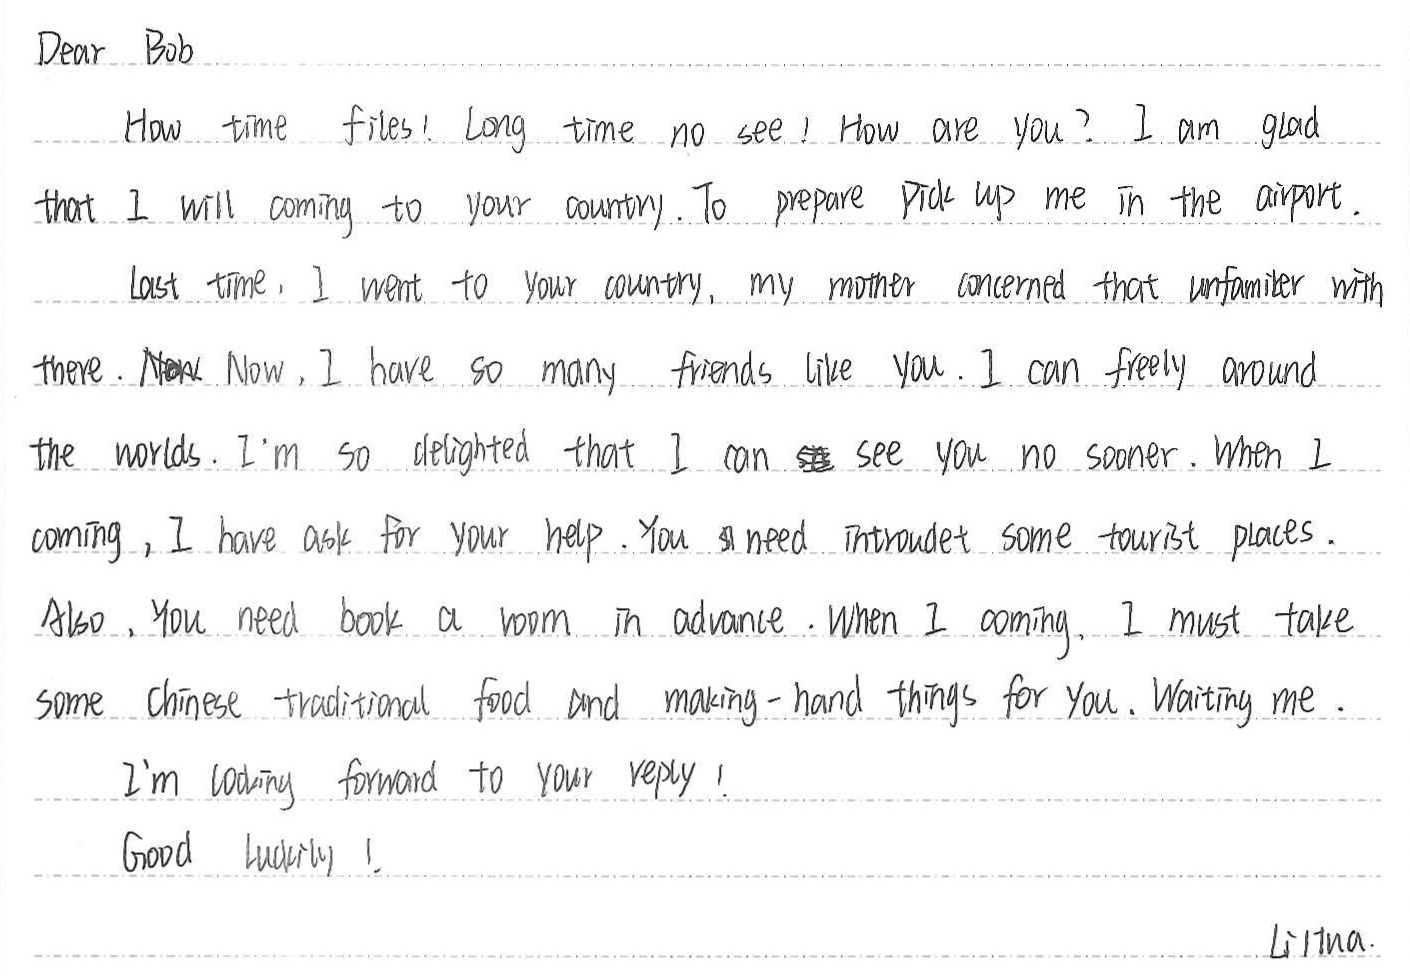 Dear Bob
How time files! Long time no see! How are you? I am glad
that I will coming to your country. To prepare pick up me in the airport.
Last time, I went to your country, my mother concerned that unfamiler with
there. Now, I have so many friends like you. I can freely around
the worlds. I'm so delighted that I can see you no sooner. When I
coming, I have ask for your help. You need introudet some tourist places.
Also, you need book a room in advance. When I coming, I must take
some Chinese traditional food and making-hand things for you. Waiting me.
I'm looking forward to your reply!
Good Luckily!
Li